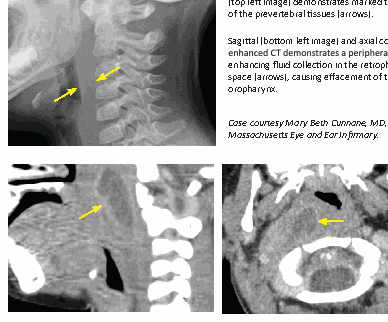 (top left image) demonstrates marked t
of the prevertebral tissues (arrows).
Sagittal (bottom left image) and axial co
enhanced CT demonstrates a periphera
enhancing fluid collection in the retroph
space (arrows), causing effacement of t
oropharynx.
Case courtesy Mary Beth Cunnane, MD,
Massachusetts Eye and Ear Infirmary.